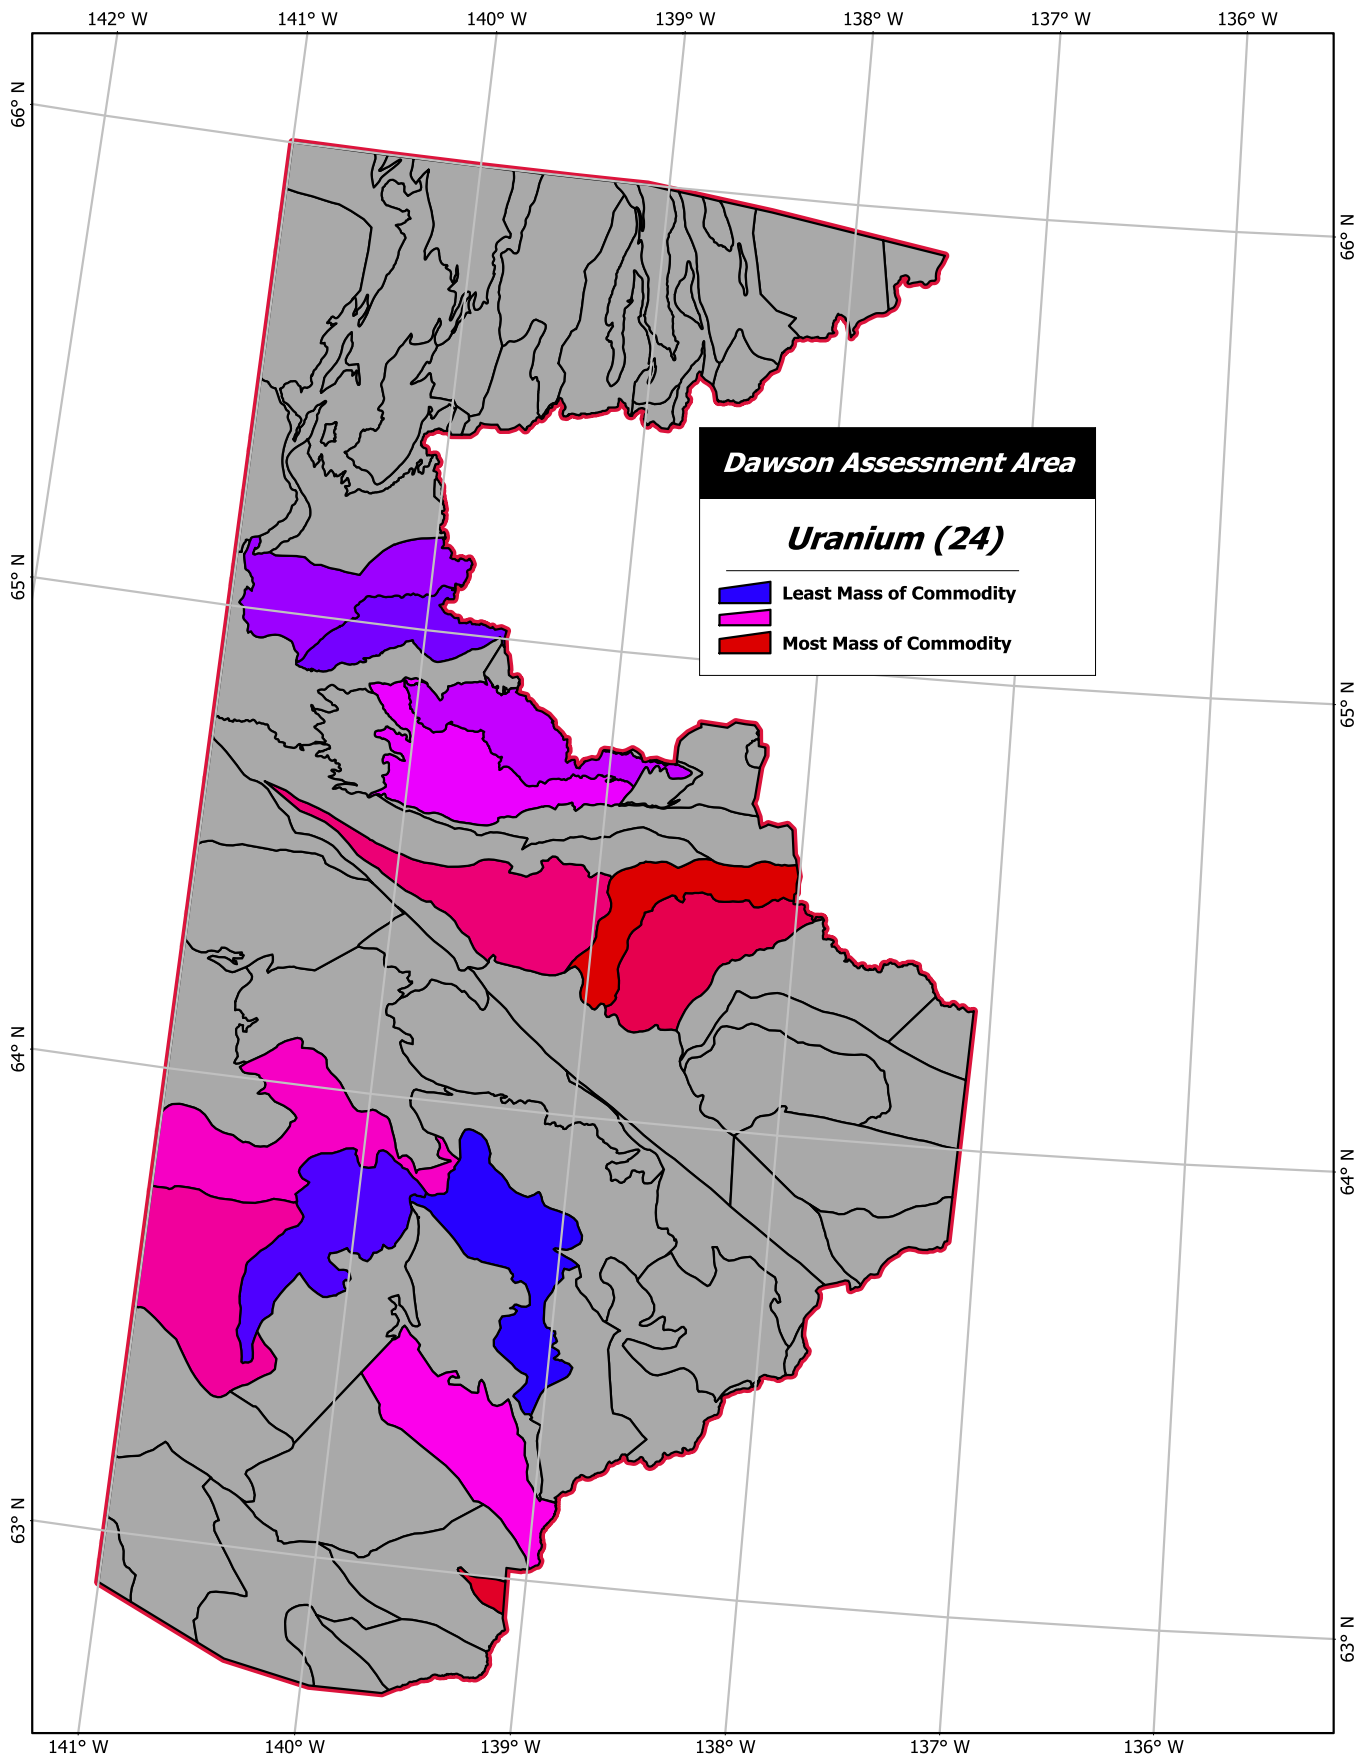 142° W 141° W 140° W 139° W 138° W 137° W 136° W
66° N
66° N
Dawson Assessment Area
Uranium (24)
Least Mass of Commodity
Most Mass of Commodity
65° N
65° N
64° N
64° N
63° N
63° N
141° W 140° W 139° W 138° W 137° W 136° W